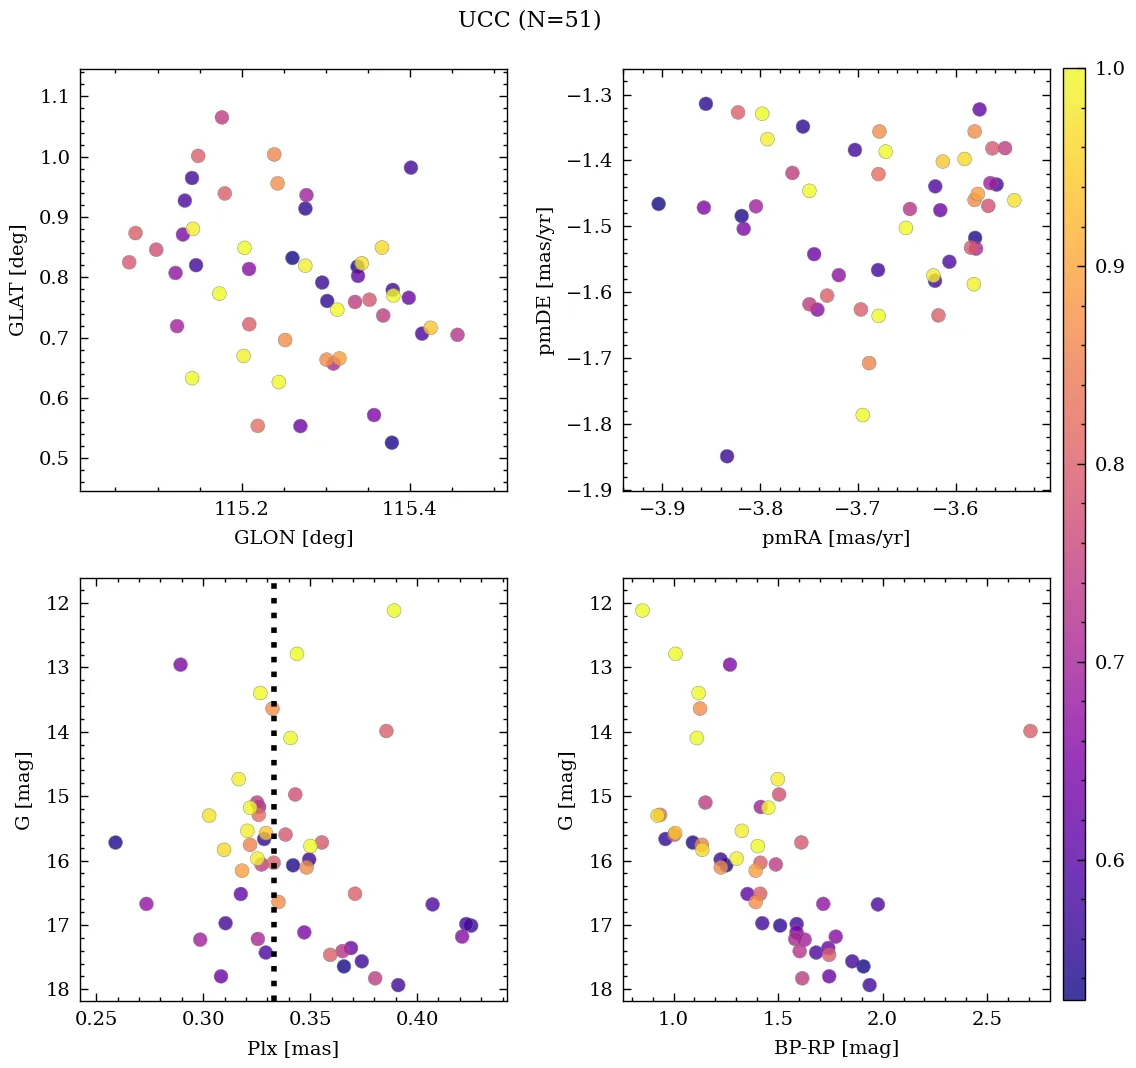 UCC (N=51)
1.1
1.0
0.9
0.8
0.7
0.6
0.5
GLAT [deg]
115.2 115.4
GLON [deg]
−1.3
−1.4
−1.5
−1.6
−1.7
−1.8
−1.9
pmDE [mas/yr]
−3.9 −3.8 −3.7 −3.6
pmRA [mas/yr]
12
13
14
15
16
17
18
G [mag]
0.25 0.30 0.35 0.40
Plx [mas]
12
13
14
15
16
17
18
G [mag]
1.0 1.5 2.0 2.5
BP-RP [mag]
1.0
0.9
0.8
0.7
0.6